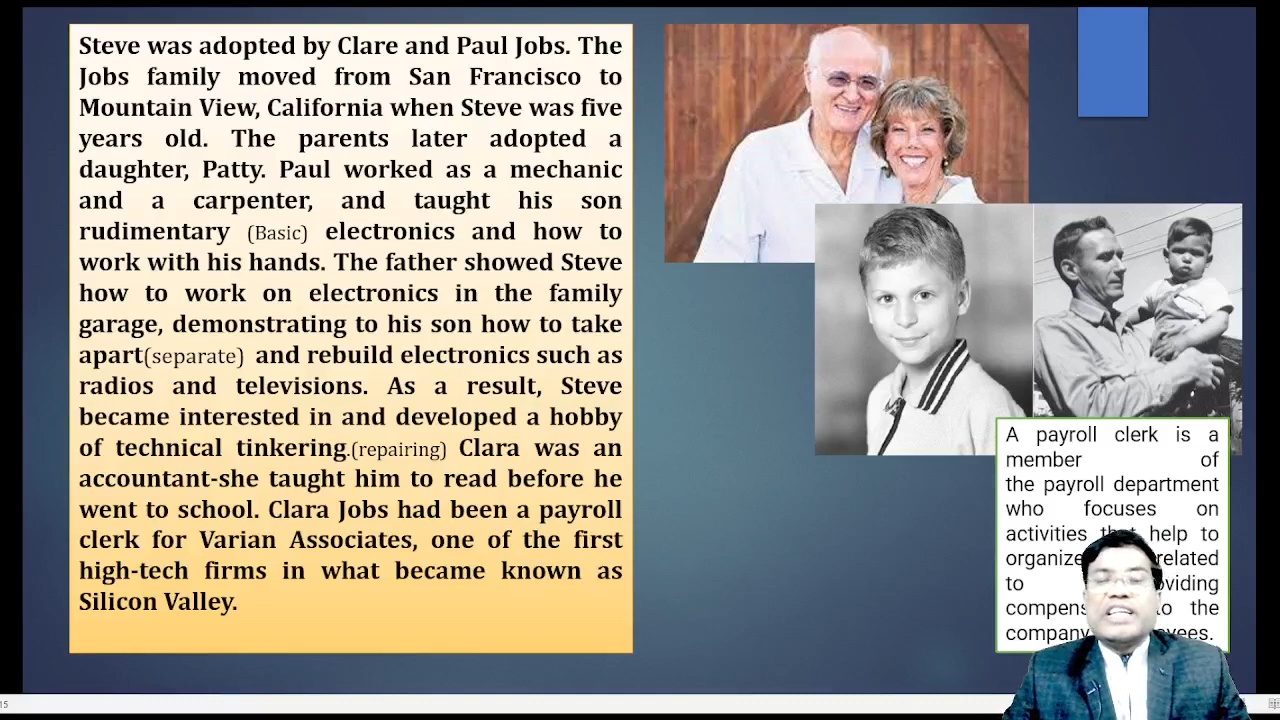 Steve was adopted by Clare and Paul Jobs. The
Jobs family moved from San Francisco to
Mountain View, California when Steve was five
years old. The parents later adopted a
daughter, Patty. Paul worked as a mechanic
and a carpenter, and taught his son
rudimentary (Basic) electronics and how to
work with his hands. The father showed Steve
how to work on electronics in the family
garage, demonstrating to his son how to take
apart(separate) and rebuild electronics such as
radios and televisions. As a result, Steve
became interested in and developed a hobby
of technical tinkering.(repairing) Clara was an
accountant-she taught him to read before he
went to school. Clara Jobs had been a payroll
clerk for Varian Associates, one of the first
high-tech firms in what became known as
Silicon Valley.
A payroll clerk is a
member of
the payroll department
who focuses on
activities that help to
organize related
to
to the
company
15